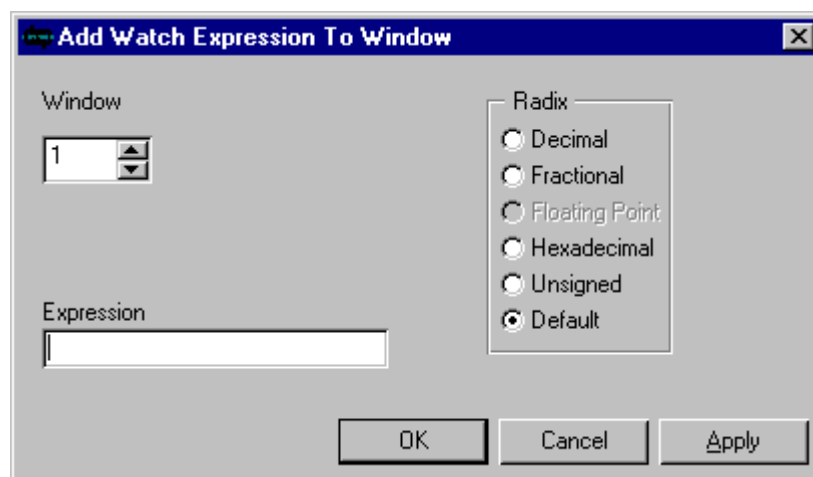 Add Watch Expression To Window
Window
1
Radix
Decimal
Fractional
Floating Point
Hexadecimal
Unsigned
Default
Expression
OK
Cancel
Apply